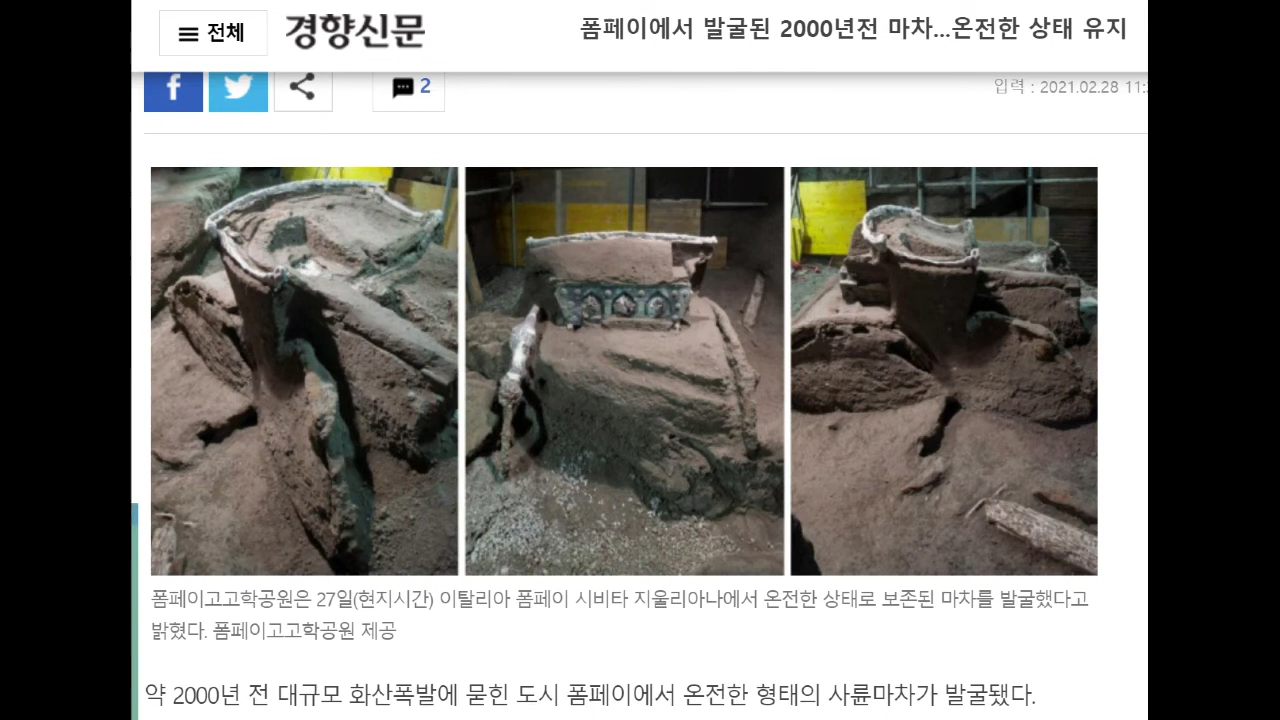 전체
경향신문
폼페이에서 발굴된 2000년전 마차...온전한 상태 유지
2
입력 : 2021.02.28 11:
폼페이고고학공원은 27일(현지시간) 이탈리아 폼페이 시비타 지울리아나에서 온전한 상태로 보존된 마차를 발굴했다고
밝혔다. 폼페이고고학공원 제공
약 2000년 전 대규모 화산폭발에 묻힌 도시 폼페이에서 온전한 형태의 사륜마차가 발굴됐다.